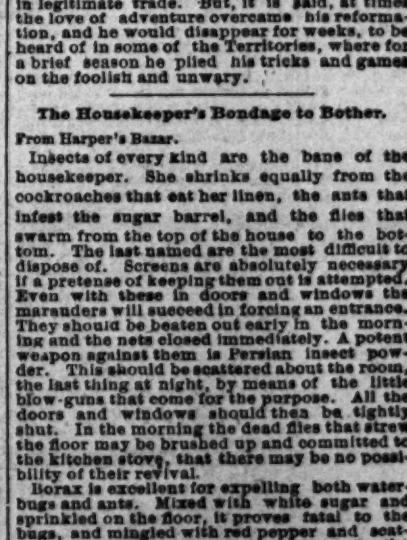 in legitimate trade. But, it is said, at times
the love of adventure overcame his reforma-
tion, and he would disappear for weeks, to be
heard of in some of the Territories, where for
a brief season he plied his tricks and games
on the foolish and unwary.
The Housekeeper's Bondage to Bother.
From Harper's Bazar.
Insects of every kind are the bane of the
housekeeper. She shrinks equally from the
cockroaches that eat her linen, the ants that
infest the sugar barrel, and the flies that
swarm from the top of the house to the bot-
tom. The last named are the most difficult to
dispose of. Screens are absolutely necessary
if a pretense of keeping them out is attempted.
Even with these in doors and windows the
marauders will succeed in forcing an entrance.
They should be beaten out early in the morn-
ing and the nets closed immediately. A potent
weapon against them is Persian insect pow-
der. This should be scattered about the room,
the last thing at night, by means of the little
blow-guns that come for the purpose. All the
doors and windows should then be tightly
shut. In the morning the dead flies that strew
the floor may be brushed up and committed to
the kitchen stove, that there may be no possi-
bility of their revival.
Borax is excellent for expelling both water-
bugs and ants. Mixed with white sugar and
sprinkled on the floor, it proves fatal to the
bugs, and mingled with red pepper and scat-